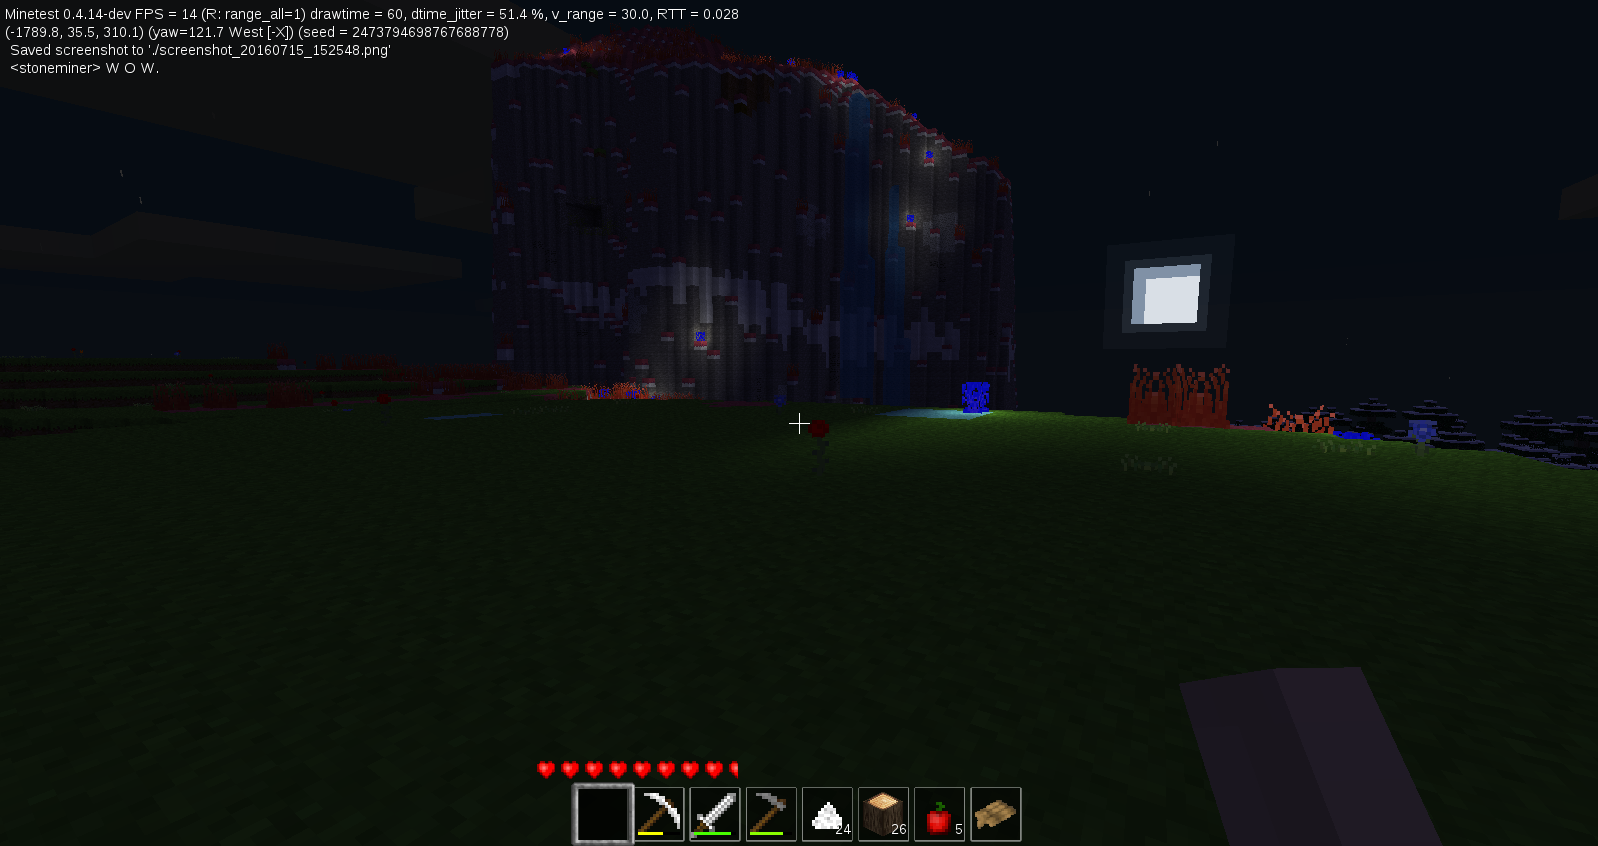 Minetest 0.4.14-dev FPS = 14 (R: range_all=1) drawtime = 60, dtime_jitter = 51.4 %, v_range = 30.0, RTT = 0.028
(-1789.8, 35.5, 310.1) (yaw=121.7 West [-X]) (seed = 2473794698767688778)
Saved screenshot to './screenshot_20160715_152548.png'
<stoneminer> W O W.
24 26 5